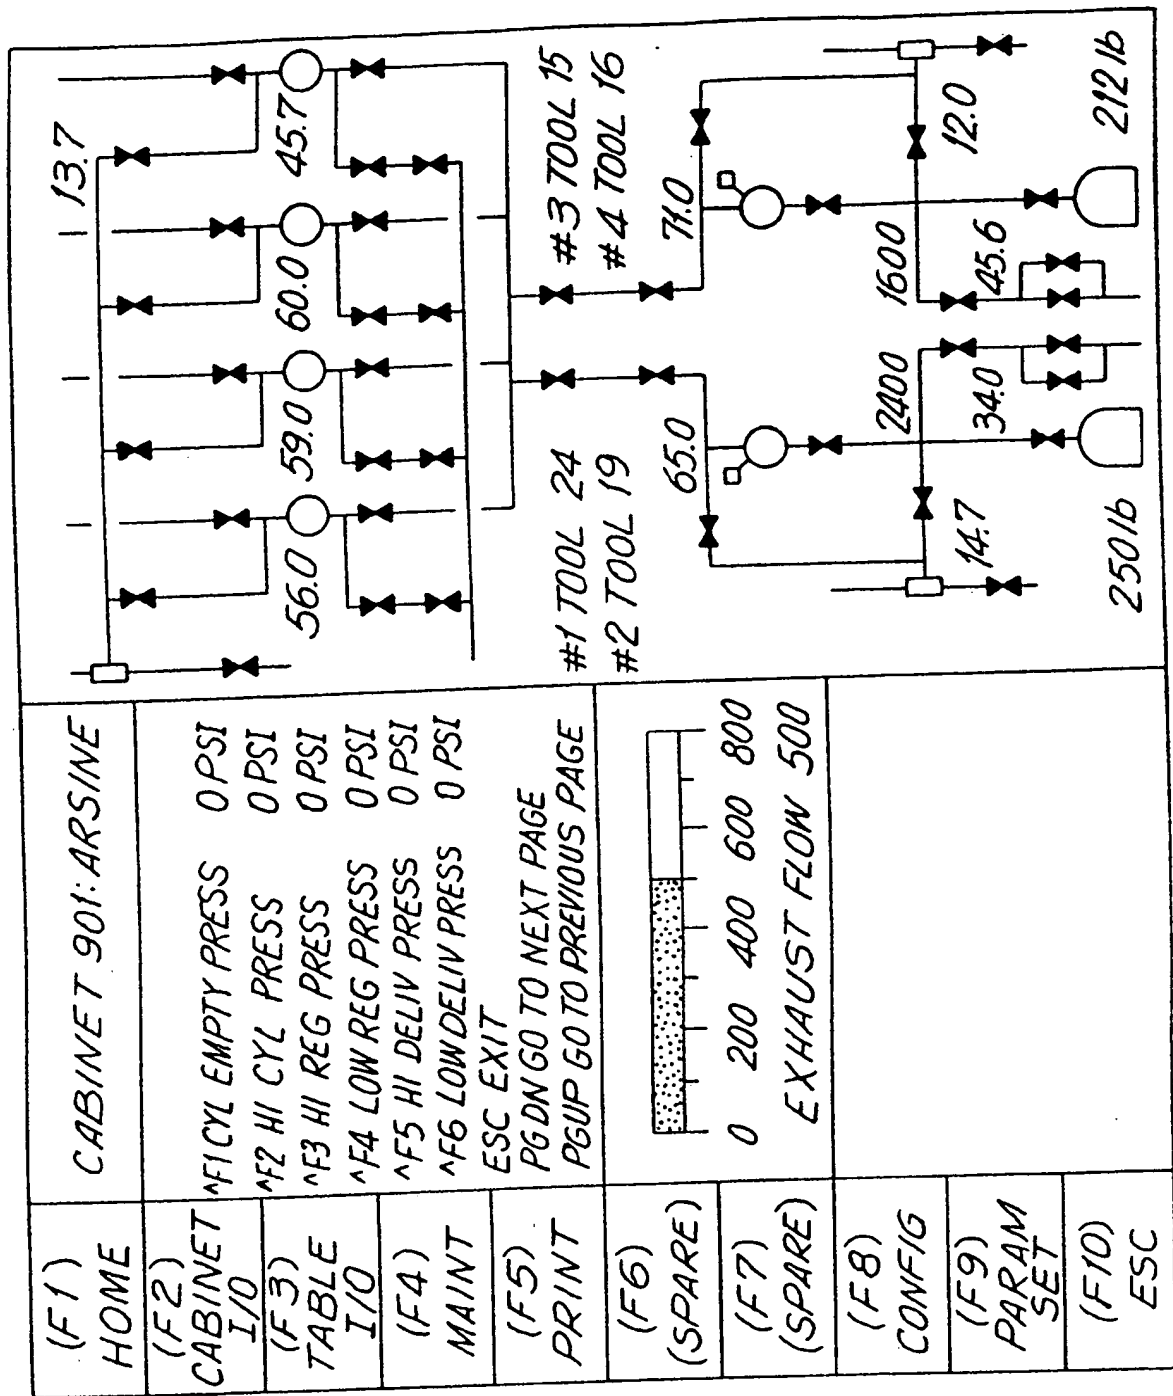 (F1)
HOME
(F2)
CABINET
I/O
(F3)
TABLE
I/O
(F4)
MAINT
(F5)
PRINT
(F6)
(SPARE)
(F7)
(SPARE)
(F8)
CONFIG
(F9)
PARAM
SET
(F10)
ESC
CABINET 901: ARSINE
^F1 CYL EMPTY PRESS 0 PSI
^F2 HI CYL PRESS 0 PSI
^F3 HI REG PRESS 0 PSI
^F4 LOW REG PRESS 0 PSI
^F5 HI DELIV PRESS 0 PSI
^F6 LOW DELIV PRESS 0 PSI
ESC EXIT
PG DN GO TO NEXT PAGE
PGUP GO TO PREVIOUS PAGE
0 200 400 600 800
EXHAUST FLOW 500
13.7
56.0 59.0 60.0 45.7
#1 TOOL 24
#2 TOOL 19
#3 TOOL 15
#4 TOOL 16
65.0 71.0
2400 1600
14.7 34.0 45.6 12.0
250 lb 212 lb